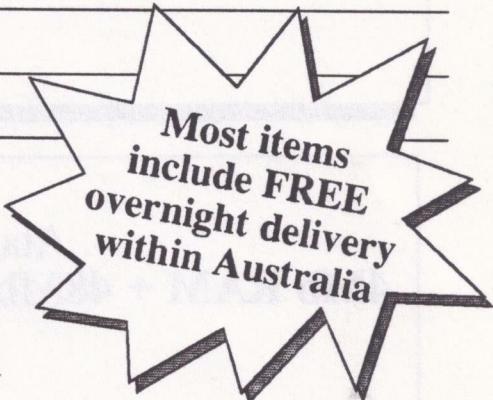 Most items
include FREE
overnight delivery
within Australia